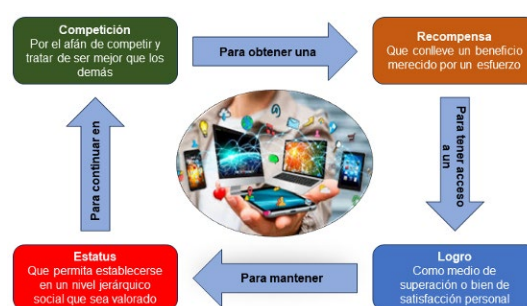 Competición
Por el afán de competir y
tratar de ser mejor que los
demás
Para obtener una
Recompensa
Que conlleve un beneficio
merecido por un esfuerzo
Para tener acceso
a un
Logro
Como medio de
superación o bien de
satisfacción personal
Para mantener
Estatus
Que permita establecerse
en un nivel jerárquico
social que sea valorado
Para continuar en